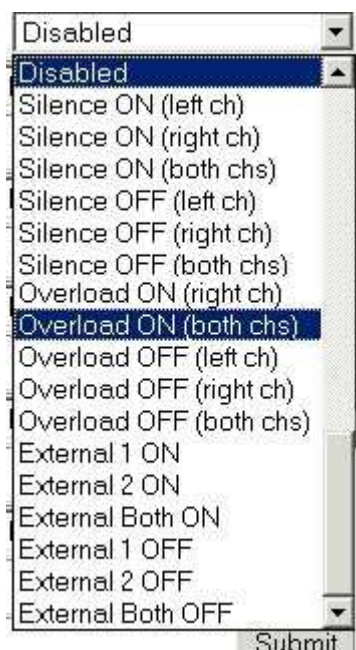 Disabled
Disabled
Silence ON (left ch)
Silence ON (right ch)
Silence ON (both chs)
Silence OFF (left ch)
Silence OFF (right ch)
Silence OFF (both chs)
Overload ON (right ch)
Overload ON (both chs)
Overload OFF (left ch)
Overload OFF (right ch)
Overload OFF (both chs)
External 1 ON
External 2 ON
External Both ON
External 1 OFF
External 2 OFF
External Both OFF
Submit